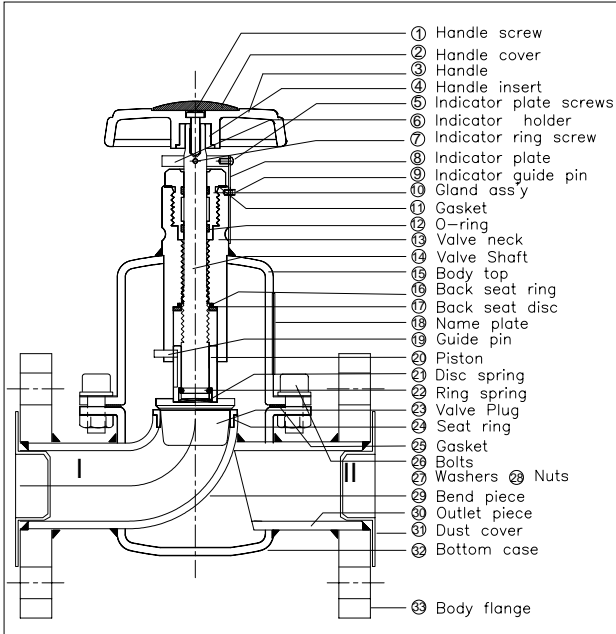 ① Handle screw
② Handle cover
③ Handle
④ Handle insert
⑤ Indicator plate screws
⑥ Indicator holder
⑦ Indicator ring screw
⑧ Indicator plate
⑨ Indicator guide pin
⑩ Gland ass'y
⑪ Gasket
⑫ O-ring
⑬ Valve neck
⑭ Valve Shaft
⑮ Body top
⑯ Back seat ring
⑰ Back seat disc
⑱ Name plate
⑲ Guide pin
⑳ Piston
㉑ Disc spring
㉒ Ring spring
㉓ Valve Plug
㉔ Seat ring
㉕ Gasket
㉖ Bolts
㉗ Washers ㉘ Nuts
㉙ Bend piece
㉚ Outlet piece
㉛ Dust cover
㉜ Bottom case
㉝ Body flange
I
II